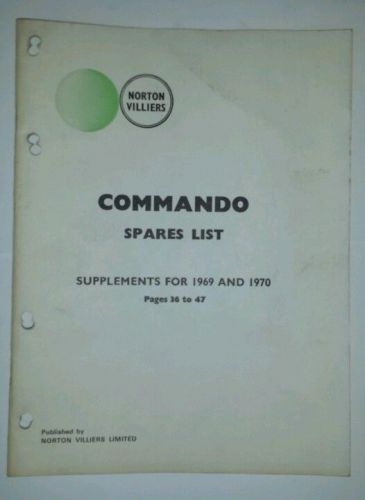 NORTON
VILLIERS
COMMANDO
SPARES LIST
SUPPLEMENTS FOR 1969 AND 1970
Pages 36 to 47
Published by
NORTON VILLIERS LIMITED